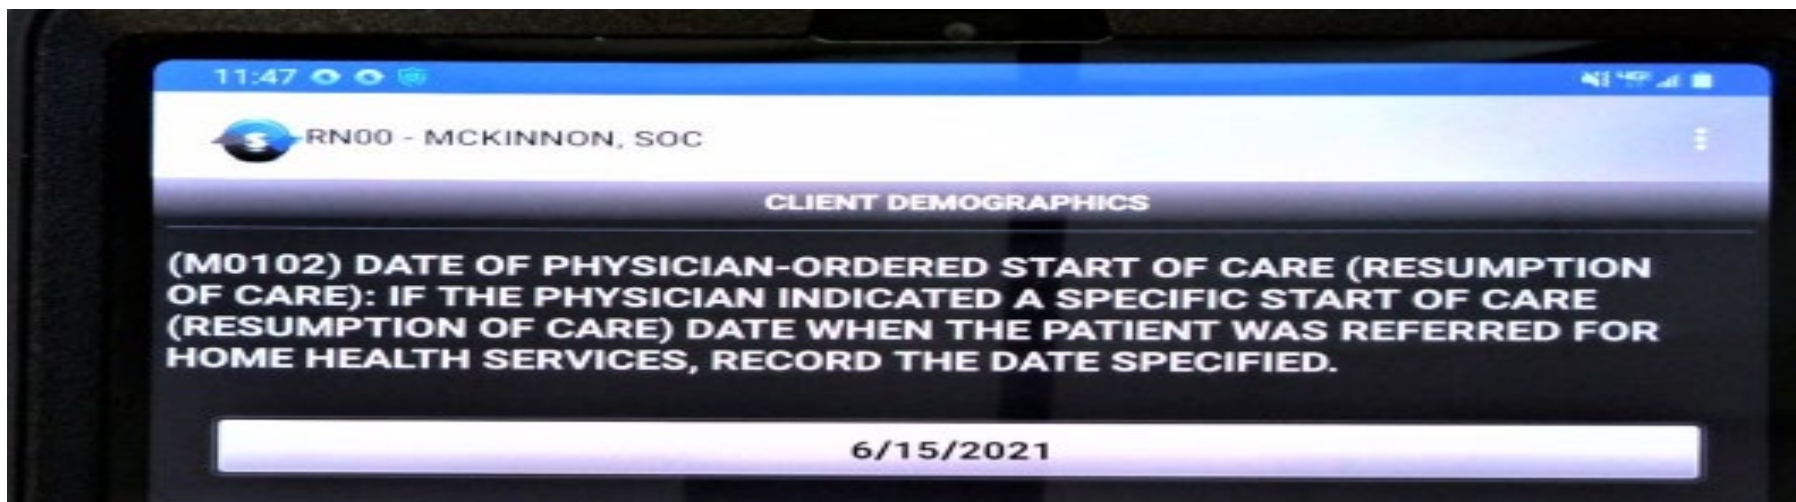 11:47
RN00 - MCKINNON, SOC
CLIENT DEMOGRAPHICS
(M0102) DATE OF PHYSICIAN-ORDERED START OF CARE (RESUMPTION
OF CARE): IF THE PHYSICIAN INDICATED A SPECIFIC START OF CARE
(RESUMPTION OF CARE) DATE WHEN THE PATIENT WAS REFERRED FOR
HOME HEALTH SERVICES, RECORD THE DATE SPECIFIED.
6/15/2021